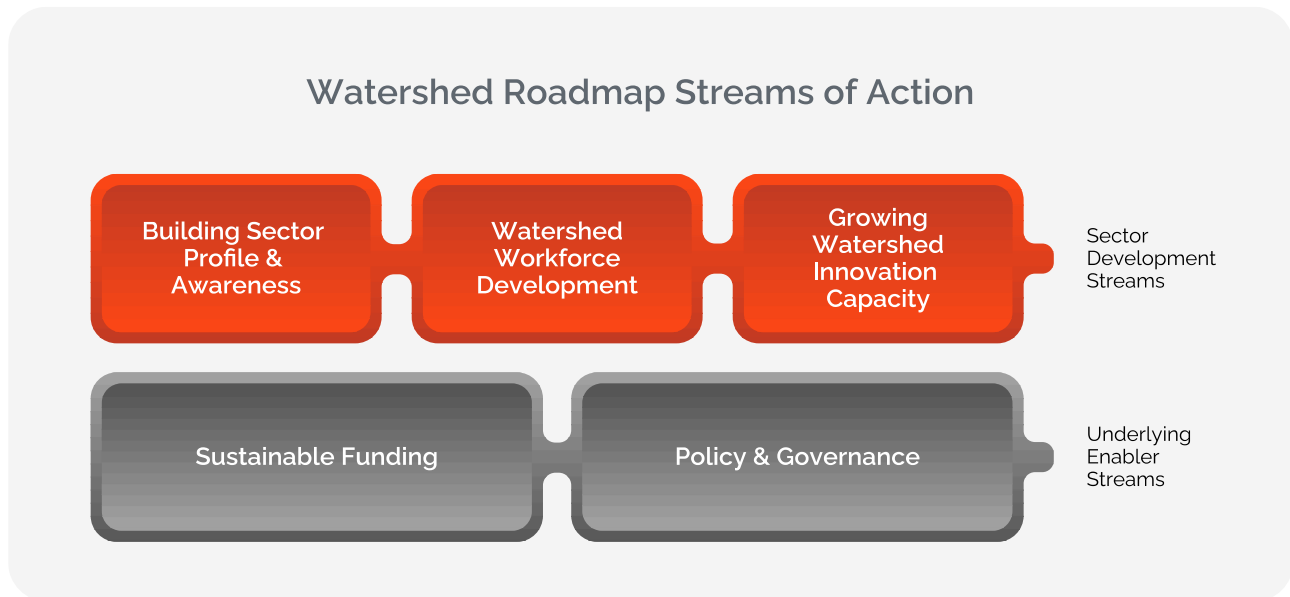 Watershed Roadmap Streams of Action
Building Sector
Profile &
Awareness
Watershed
Workforce
Development
Growing
Watershed
Innovation
Capacity
Sector
Development
Streams
Sustainable Funding
Policy & Governance
Underlying
Enabler
Streams